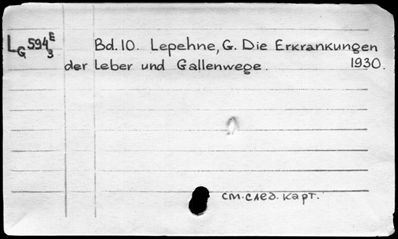 LG 594 E/3 Bd. 10. Lepehne, G. Die Erkrankungen
der Leber und Gallenwege. 1930.
см. след. карт.